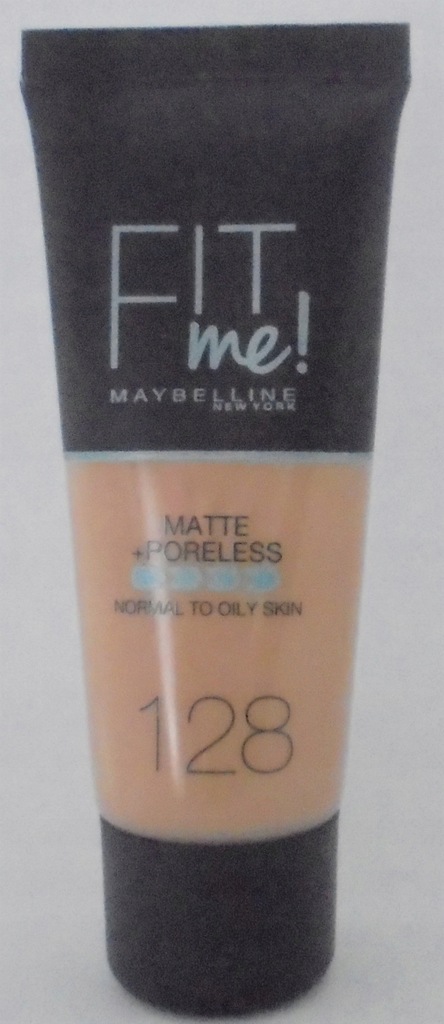 FIT
me!
MAYBELLINE
NEW YORK
MATTE
+PORELESS
NORMAL TO OILY SKIN
128